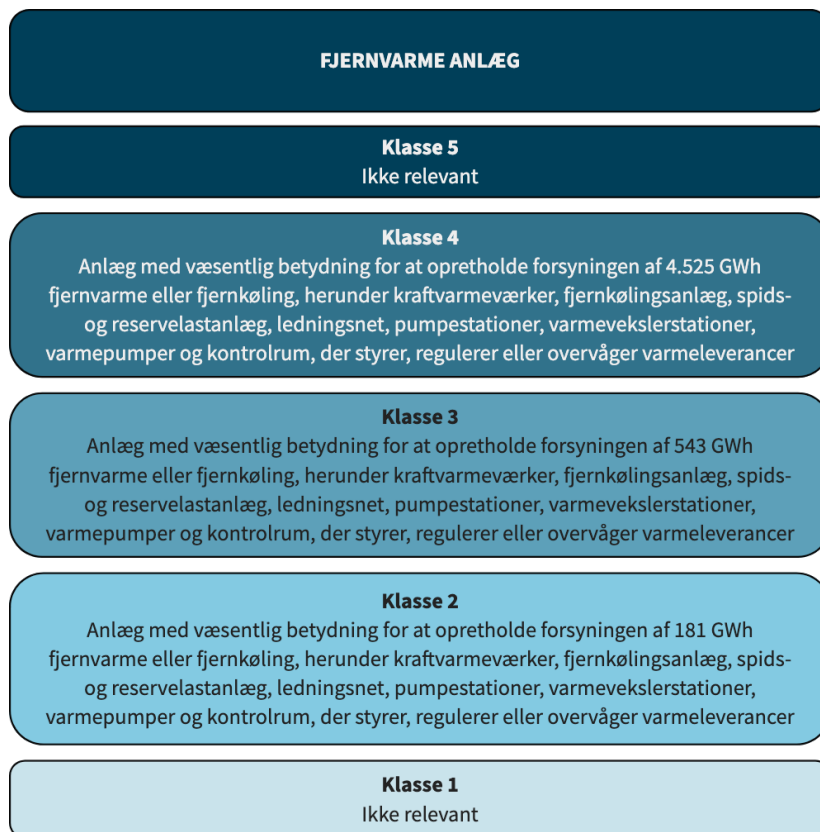 FJERNVARME ANLÆG
Klasse 5
Ikke relevant
Klasse 4
Anlæg med væsentlig betydning for at opretholde forsyningen af 4.525 GWh
fjernvarme eller fjernkøling, herunder kraftvarmeværker, fjernkølingsanlæg, spids-
og reservelastanlæg, ledningsnet, pumpestationer, varmevekslerstationer,
varmepumper og kontrolrum, der styrer, regulerer eller overvåger varmeleverancer
Klasse 3
Anlæg med væsentlig betydning for at opretholde forsyningen af 543 GWh
fjernvarme eller fjernkøling, herunder kraftvarmeværker, fjernkølingsanlæg, spids-
og reservelastanlæg, ledningsnet, pumpestationer, varmevekslerstationer,
varmepumper og kontrolrum, der styrer, regulerer eller overvåger varmeleverancer
Klasse 2
Anlæg med væsentlig betydning for at opretholde forsyningen af 181 GWh
fjernvarme eller fjernkøling, herunder kraftvarmeværker, fjernkølingsanlæg, spids-
og reservelastanlæg, ledningsnet, pumpestationer, varmevekslerstationer,
varmepumper og kontrolrum, der styrer, regulerer eller overvåger varmeleverancer
Klasse 1
Ikke relevant